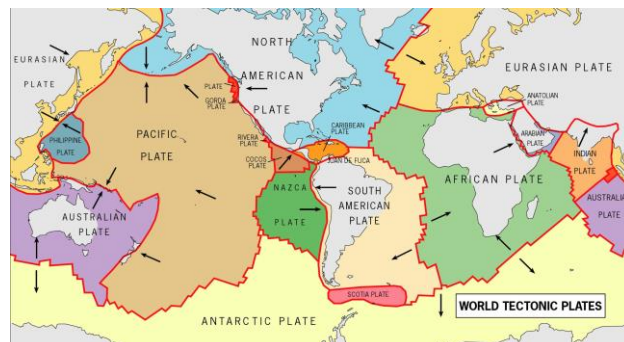 NORTH
AMERICAN
PLATE
EURASIAN
PLATE
EURASIAN PLATE
ANATOLIAN
PLATE
PLATE
GORDA
PLATE
CARIBBEAN
PLATE
ARABIAN
PLATE
PHILIPPINE
PLATE
PACIFIC
PLATE
RIVERA
PLATE
COCOS
PLATE
JUAN DE FUCA
INDIAN
PLATE
NAZCA
PLATE
SOUTH
AMERICAN
PLATE
AFRICAN PLATE
AUSTRALIAN
PLATE
AUSTRALIA
PLATE
SCOTIA PLATE
WORLD TECTONIC PLATES
ANTARCTIC PLATE